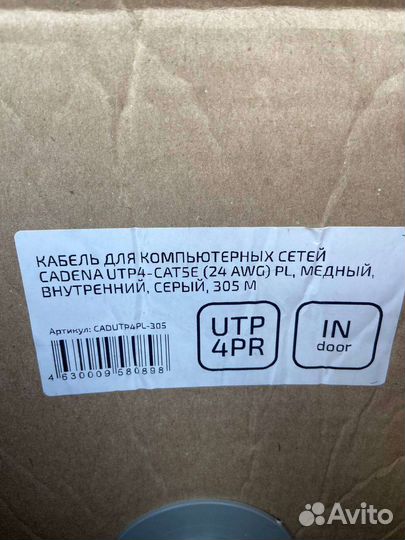 КАБЕЛЬ ДЛЯ КОМПЬЮТЕРНЫХ СЕТЕЙ
CADENA UTP4-CAT5E (24 AWG) PL, МЕДНЫЙ,
ВНУТРЕННИЙ, СЕРЫЙ, 305 М
Артикул: CADUTP4PL-305
4 630009 580898
UTP
4PR
IN
door
Avito